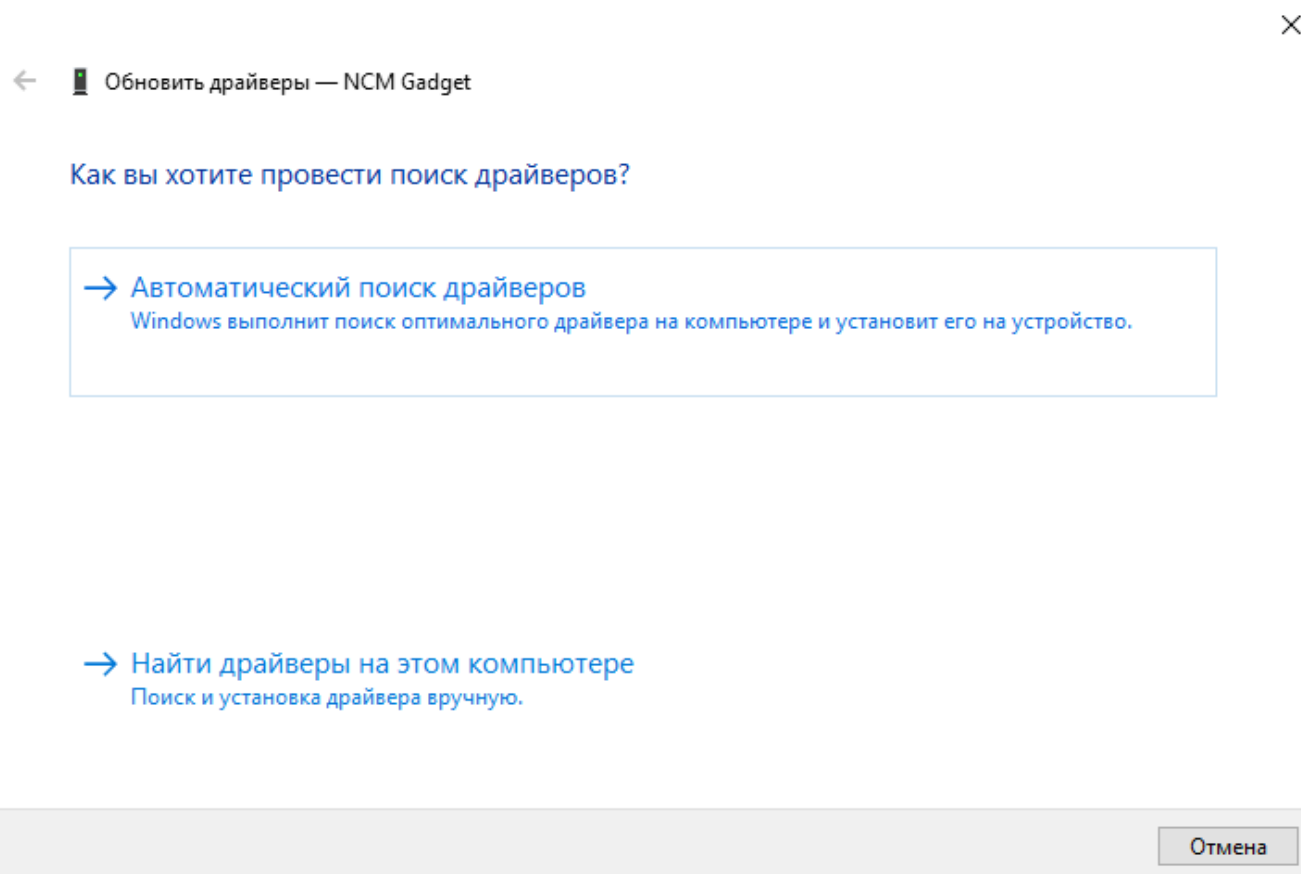 Обновить драйверы — NCM Gadget
Как вы хотите провести поиск драйверов?
Автоматический поиск драйверов
Windows выполнит поиск оптимального драйвера на компьютере и установит его на устройство.
Найти драйверы на этом компьютере
Поиск и установка драйвера вручную.
Отмена